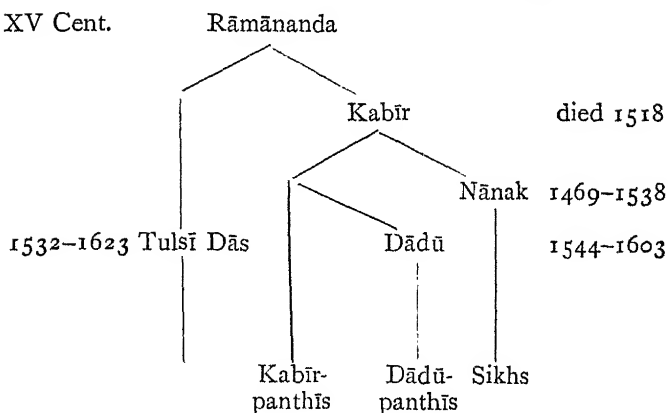 XV Cent. Rāmānanda
Kabīr died 1518
Nānak 1469–1538
1532–1623 Tulsī Dās Dādū 1544–1603
Kabīr- Dādū- Sikhs
panthīs panthīs